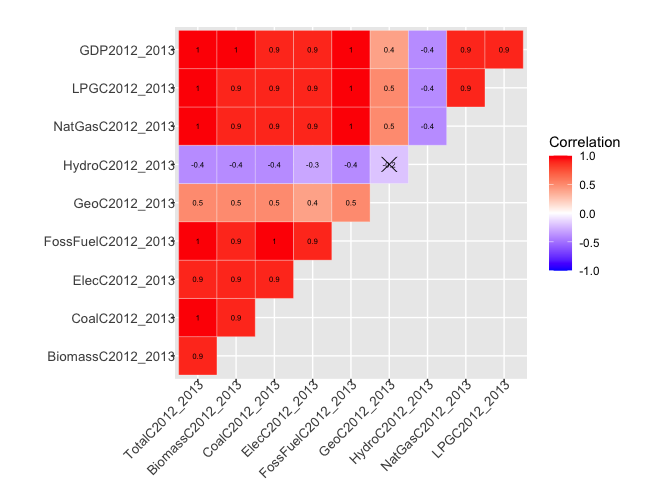 GDP2012_2013 1 1 0.9 0.9 1 0.4 -0.4 0.9 0.9
LPGC2012_2013 1 0.9 0.9 0.9 1 0.5 -0.4 0.9
NatGasC2012_2013 1 0.9 0.9 0.9 1 0.5 -0.4
HydroC2012_2013 -0.4 -0.4 -0.4 -0.3 -0.4 -0.2
GeoC2012_2013 0.5 0.5 0.5 0.4 0.5
FossFuelC2012_2013 1 0.9 1 0.9
ElecC2012_2013 0.9 0.9 0.9
CoalC2012_2013 1 0.9
BiomassC2012_2013 0.9
TotalC2012_2013
BiomassC2012_2013
CoalC2012_2013
ElecC2012_2013
FossFuelC2012_2013
GeoC2012_2013
HydroC2012_2013
NatGasC2012_2013
LPGC2012_2013
Correlation
1.0
0.5
0.0
-0.5
-1.0